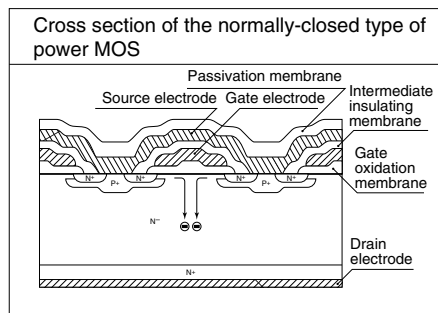 Cross section of the normally-closed type of
power MOS
Passivation membrane
Source electrode
Gate electrode
Intermediate
insulating
membrane
Gate
oxidation
membrane
N+
P+
N+
N+
P+
N+
N−
N+
Drain
electrode